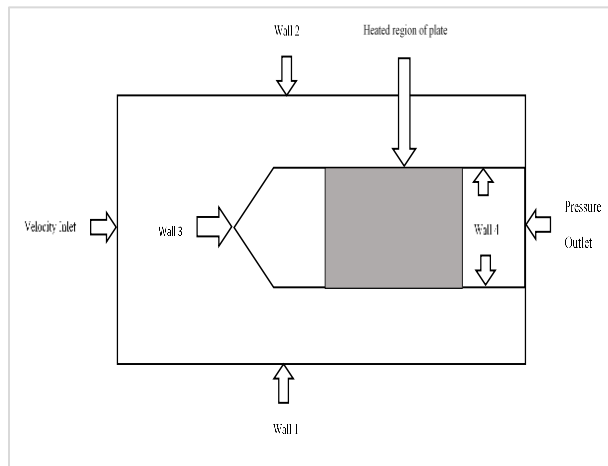 Wall 2
Heated region of plate
Velocity Inlet
Wall 3
Wall 4
Pressure
Outlet
Wall 1